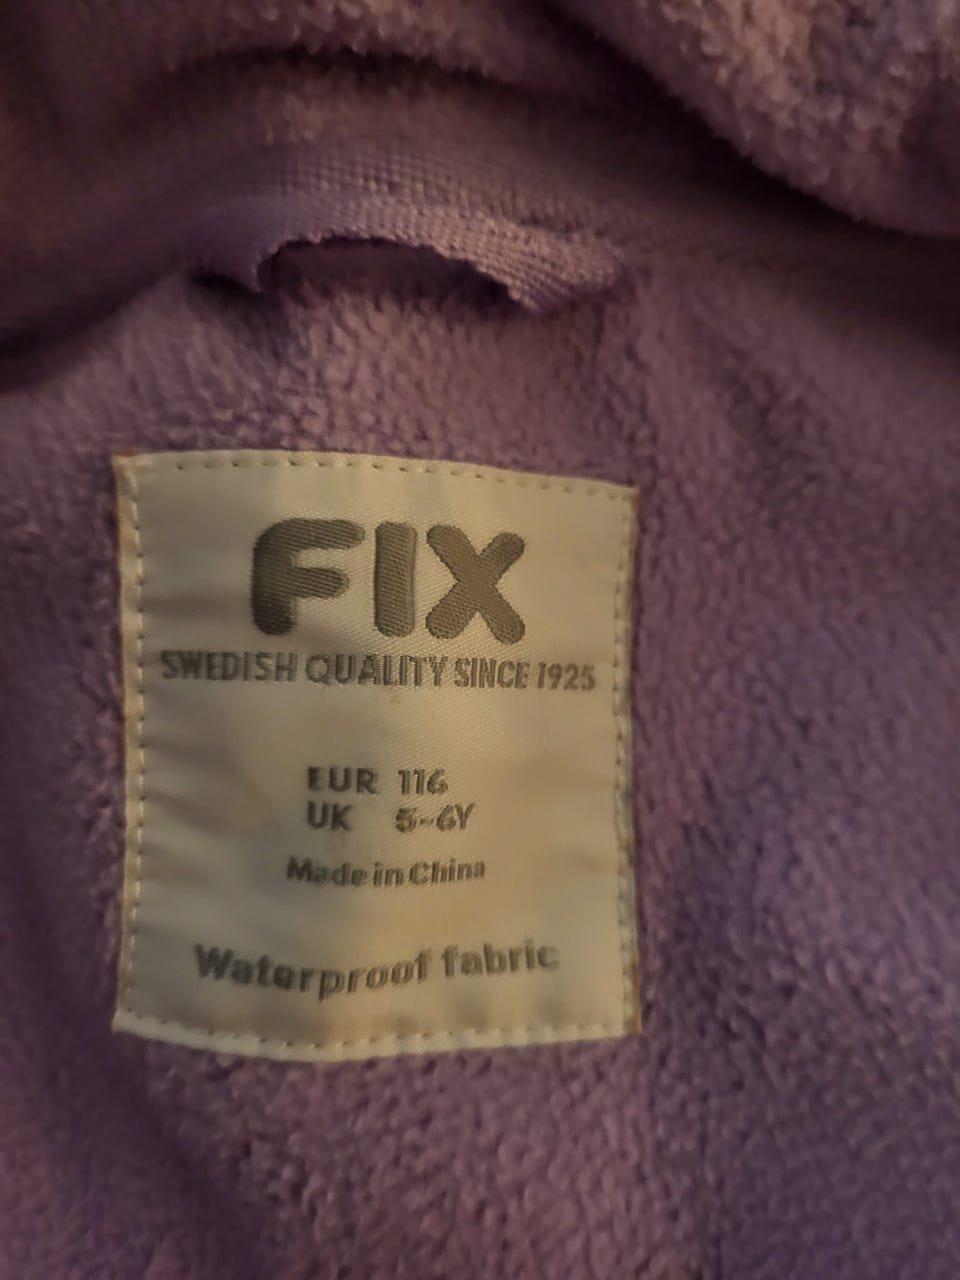 FIX
SWEDISH QUALITY SINCE 1925
EUR 116
UK 5-6Y
Made in China
Waterproof fabric